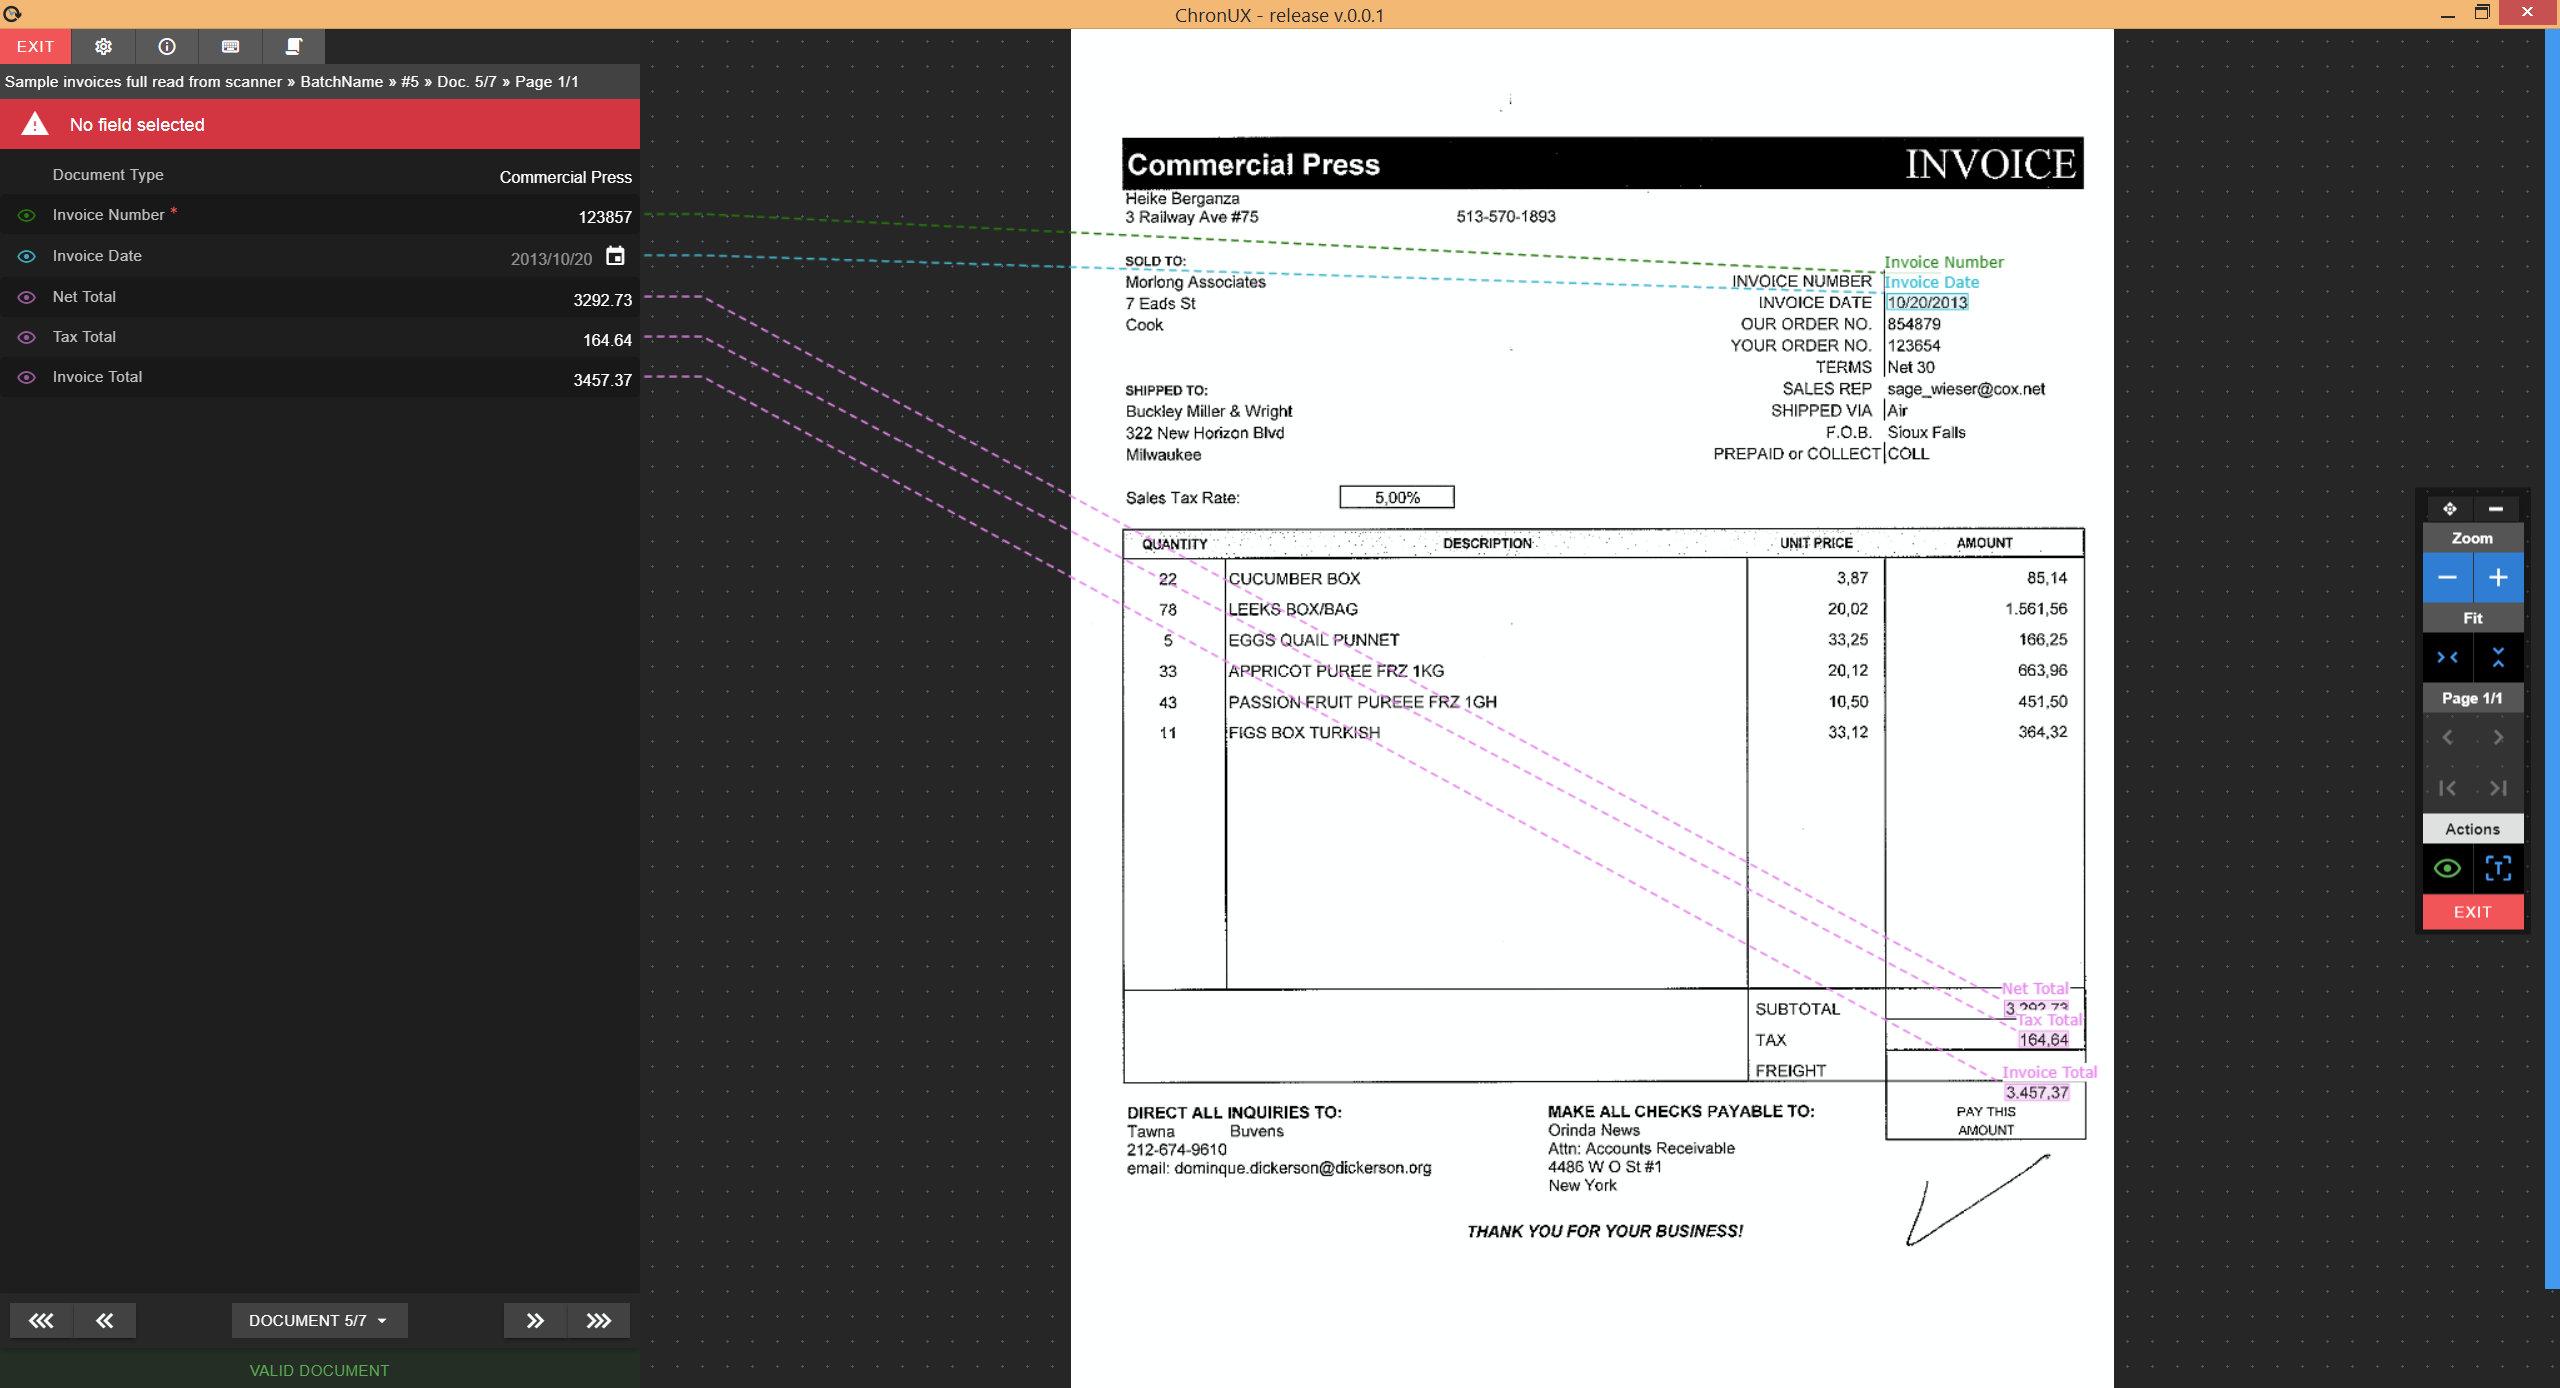 ChronUX - release v.0.0.1
EXIT
Sample invoices full read from scanner » BatchName » #5 » Doc. 5/7 » Page 1/1
No field selected
Document Type Commercial Press
Invoice Number * 123857
Invoice Date 2013/10/20
Net Total 3292.73
Tax Total 164.64
Invoice Total 3457.37
DOCUMENT 5/7
VALID DOCUMENT
Commercial Press INVOICE
Heike Berganza
3 Railway Ave #75 513-570-1893
SOLD TO:
Morlong Associates
7 Eads St
Cook
Invoice Number
INVOICE NUMBER Invoice Date
INVOICE DATE 10/20/2013
OUR ORDER NO. 854879
YOUR ORDER NO. 123654
TERMS Net 30
SALES REP sage_wieser@cox.net
SHIPPED VIA Air
F.O.B. Sioux Falls
PREPAID or COLLECT COLL
SHIPPED TO:
Buckley Miller & Wright
322 New Horizon Blvd
Milwaukee
Sales Tax Rate: 5,00%
QUANTITY DESCRIPTION UNIT PRICE AMOUNT
22 CUCUMBER BOX 3,87 85,14
78 LEEKS BOX/BAG 20,02 1.561,56
5 EGGS QUAIL PUNNET 33,25 166,25
33 APPRICOT PUREE FRZ 1KG 20,12 663,96
43 PASSION FRUIT PUREEE FRZ 1GH 10,50 451,50
11 FIGS BOX TURKISH 33,12 364,32
Net Total
SUBTOTAL 3.292,73
Tax Total
TAX 164,64
FREIGHT
Invoice Total
3.457,37
PAY THIS
AMOUNT
DIRECT ALL INQUIRIES TO:
Tawna Buvens
212-674-9610
email: dominque.dickerson@dickerson.org
MAKE ALL CHECKS PAYABLE TO:
Orinda News
Attn: Accounts Receivable
4486 W O St #1
New York
THANK YOU FOR YOUR BUSINESS!
Zoom
Fit
Page 1/1
Actions
EXIT